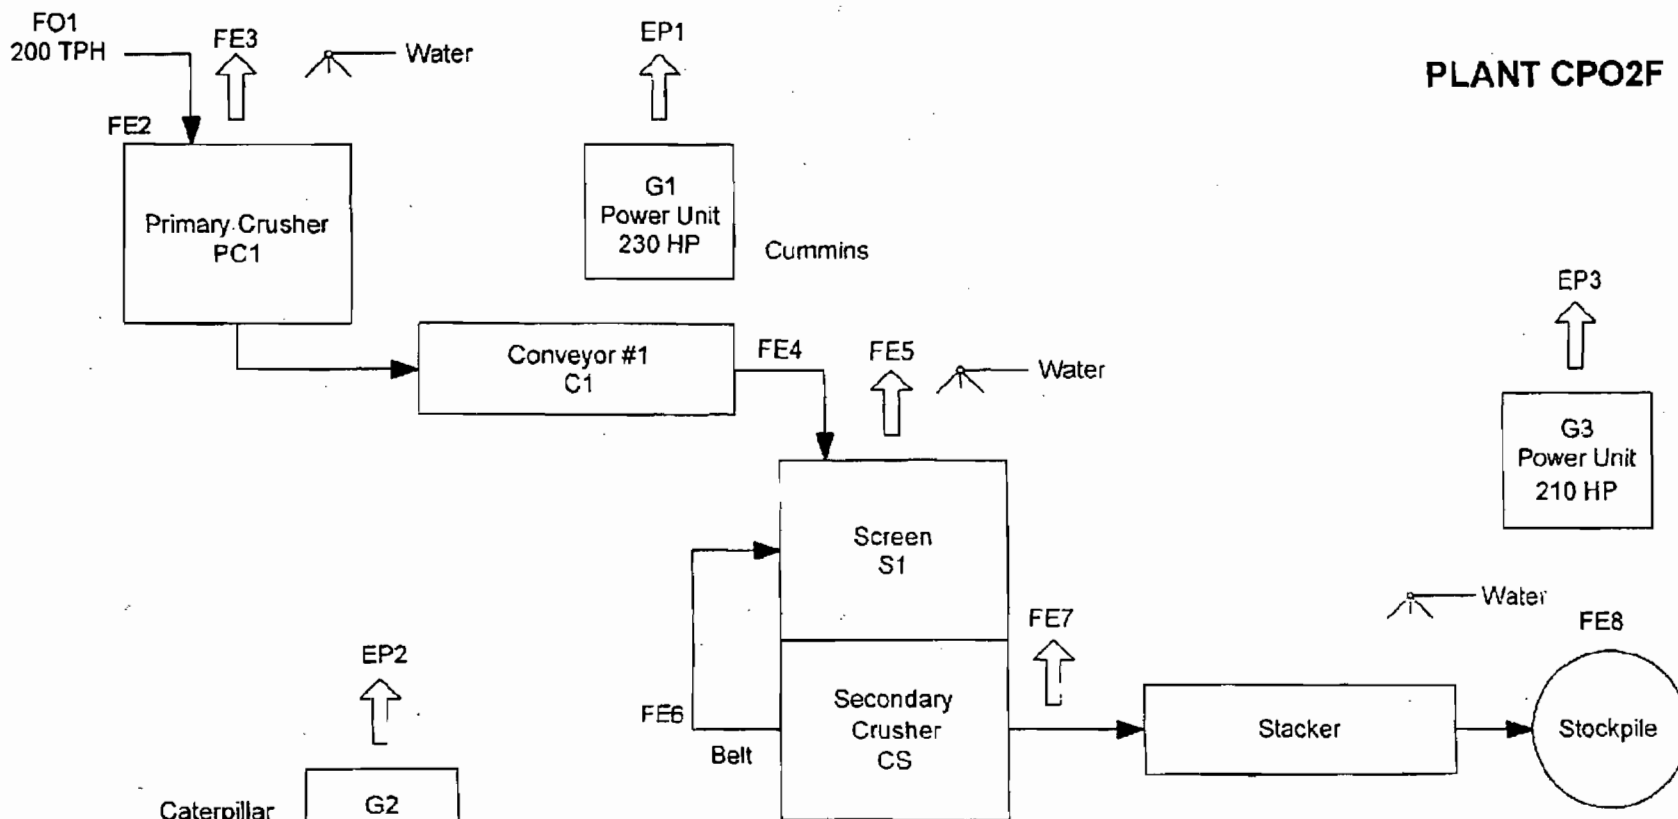 FO1
200 TPH
FE3
Water
EP1
PLANT CPO2F
FE2
Primary Crusher
PC1
G1
Power Unit
230 HP
Cummins
EP3
Conveyor #1
C1
FE4
FE5
Water
G3
Power Unit
210 HP
Screen
S1
Water
FE7
FE8
EP2
FE6
Belt
Secondary
Crusher
CS
Stacker
Stockpile
Caterpillar
G2